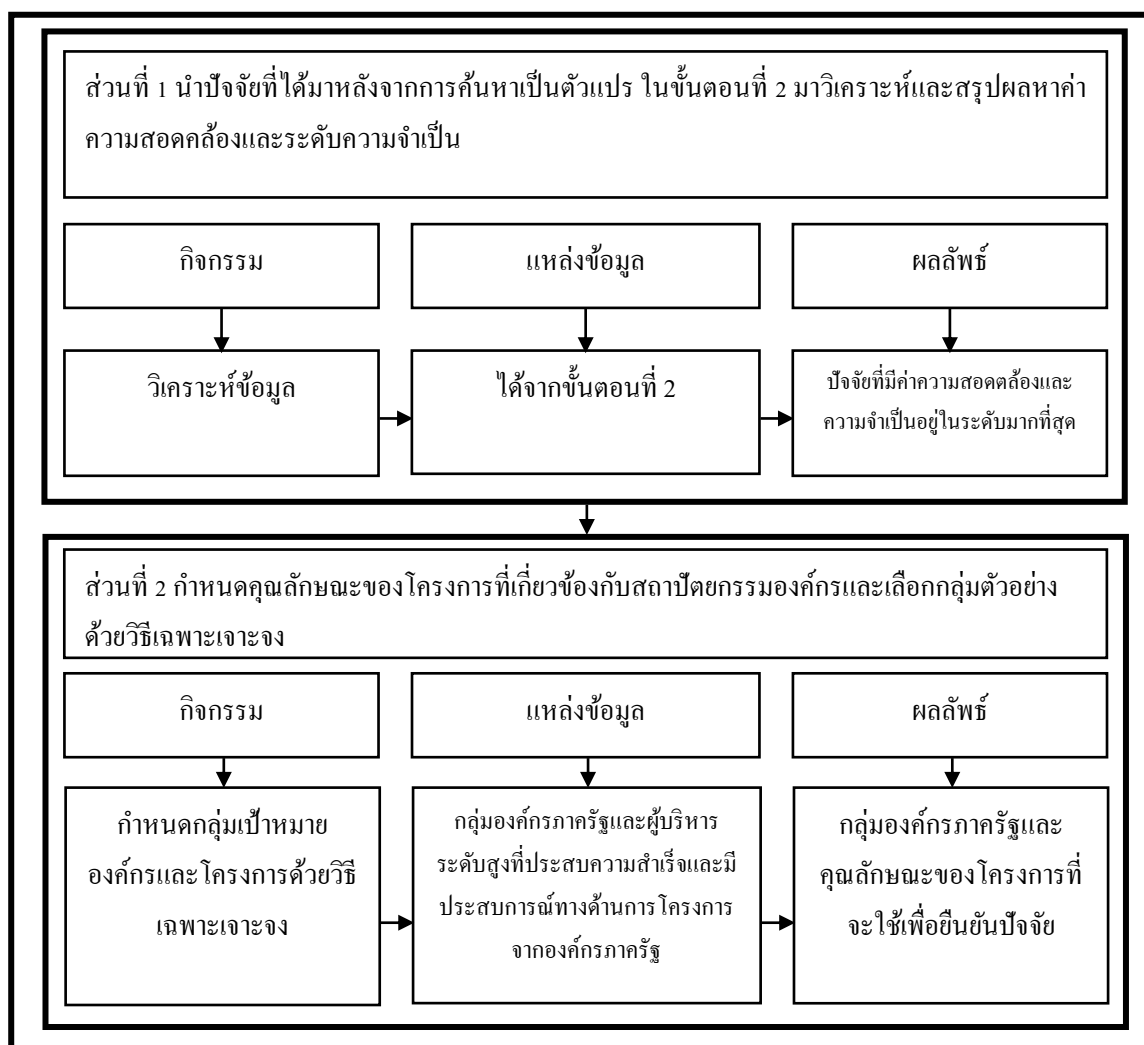 ส่วนที่ 1 นำปัจจัยที่ได้มาหลังจากการค้นหาเป็นตัวแปร ในขั้นตอนที่ 2 มาวิเคราะห์และสรุปผลหาค่า
ความสอดคล้องและระดับความจำเป็น
กิจกรรม
แหล่งข้อมูล
ผลลัพธ์
วิเคราะห์ข้อมูล
ได้จากขั้นตอนที่ 2
ปัจจัยที่มีค่าความสอดตล้องและ
ความจำเป็นอยู่ในระดับมากที่สุด
ส่วนที่ 2 กำหนดคุณลักษณะของโครงการที่เกี่ยวข้องกับสถาปัตยกรรมองค์กรและเลือกกลุ่มตัวอย่าง
ด้วยวิธีเฉพาะเจาะจง
กิจกรรม
แหล่งข้อมูล
ผลลัพธ์
กำหนดกลุ่มเป้าหมาย
องค์กรและโครงการด้วยวิธี
เฉพาะเจาะจง
กลุ่มองค์กรภาครัฐและผู้บริหาร
ระดับสูงที่ประสบความสำเร็จและมี
ประสบการณ์ทางด้านการโครงการ
จากองค์กรภาครัฐ
กลุ่มองค์กรภาครัฐและ
คุณลักษณะของโครงการที่
จะใช้เพื่อยืนยันปัจจัย